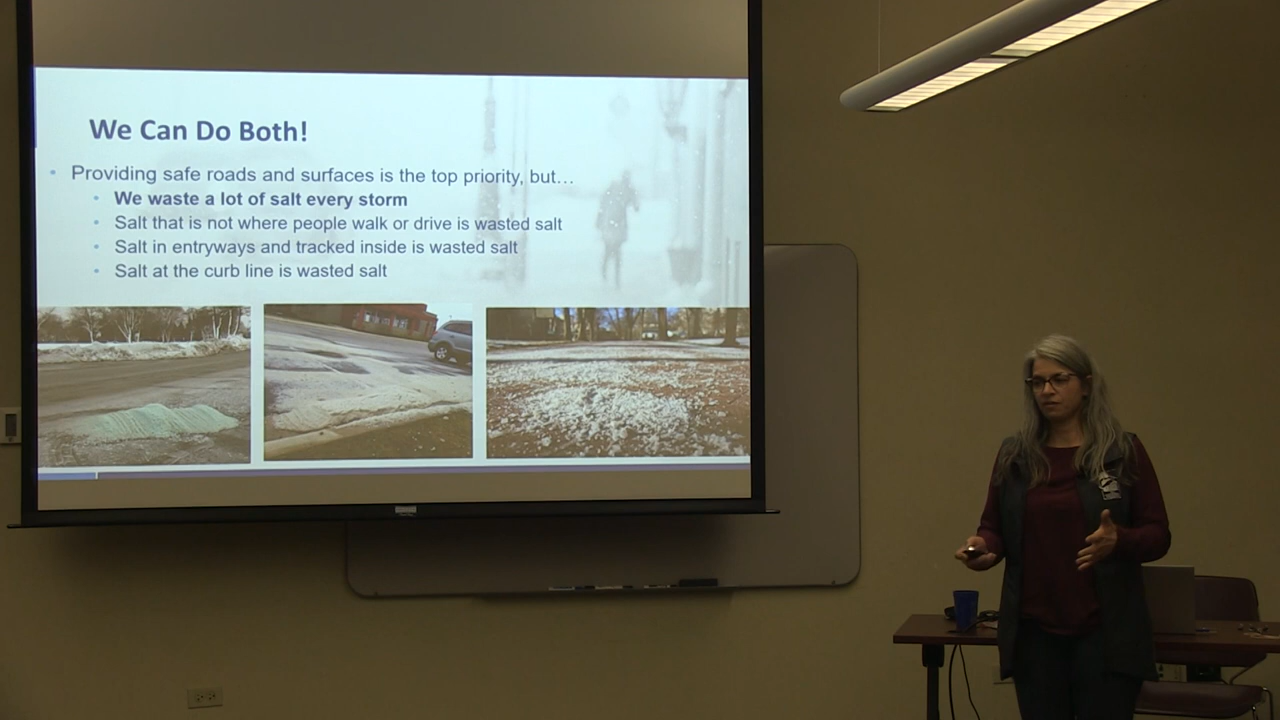 We Can Do Both!
Providing safe roads and surfaces is the top priority, but…
We waste a lot of salt every storm
Salt that is not where people walk or drive is wasted salt
Salt in entryways and tracked inside is wasted salt
Salt at the curb line is wasted salt